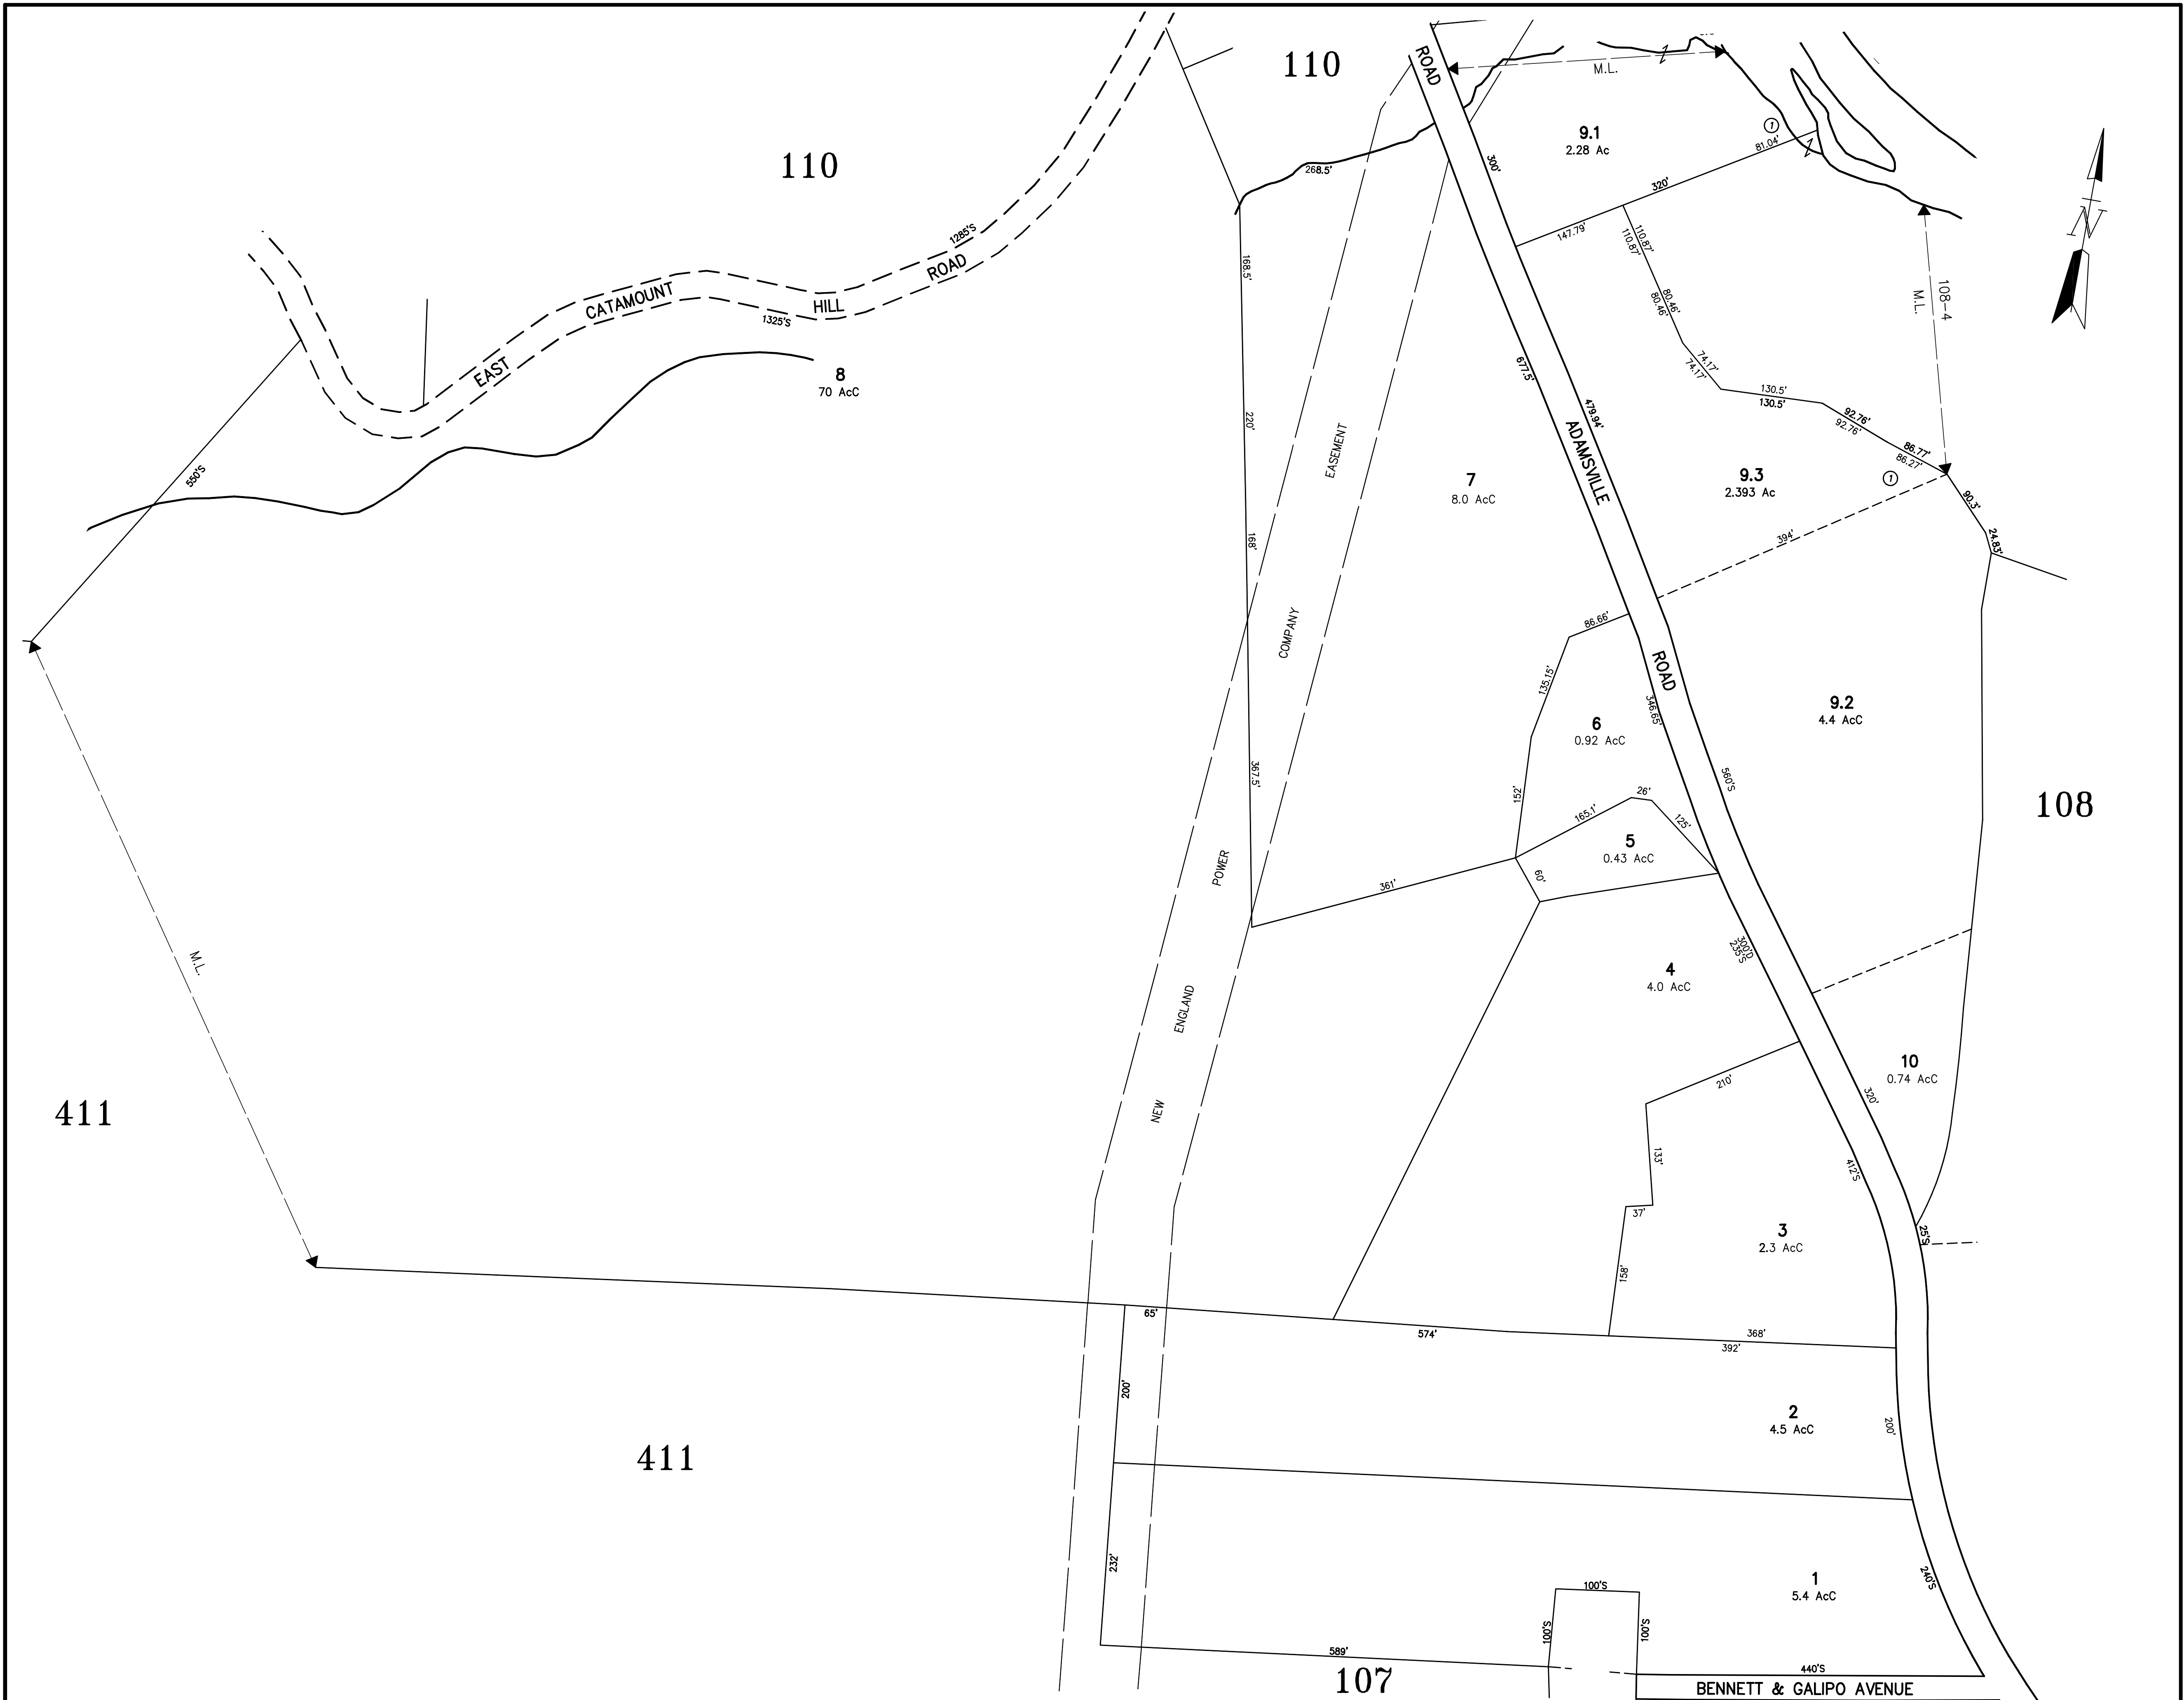 110
ROAD
M.L.
9.1
2.28 Ac
1
81.04'
110
268.5'
300'
320'
147.79'
110.87'
110.87'
N
1285'S
ROAD
HILL
CATAMOUNT
EAST
1325'S
8
70 AcC
550'S
168.5'
220'
168'
367.5'
80.46'
80.46'
74.17'
74.17'
130.5'
130.5'
92.76'
92.76'
86.77'
86.27'
108-4
M.L.
677.5'
479.94'
ADAMSVILLE
ROAD
EASEMENT
COMPANY
POWER
ENGLAND
NEW
7
8.0 AcC
9.3
2.393 Ac
1
90.3'
24.83'
394'
86.66'
135.15'
152'
6
0.92 AcC
346.65'
9.2
4.4 AcC
560'S
108
165.1'
26'
125'
5
0.43 AcC
60'
361'
300'D
235'S
4
4.0 AcC
M.L.
10
0.74 AcC
320'
210'
133'
37'
158'
412'S
411
3
2.3 AcC
25'S
65'
574'
368'
392'
200'
2
4.5 AcC
200'
411
232'
1
5.4 AcC
240'S
100'S
100'S
100'S
589'
440'S
107
BENNETT & GALIPO AVENUE